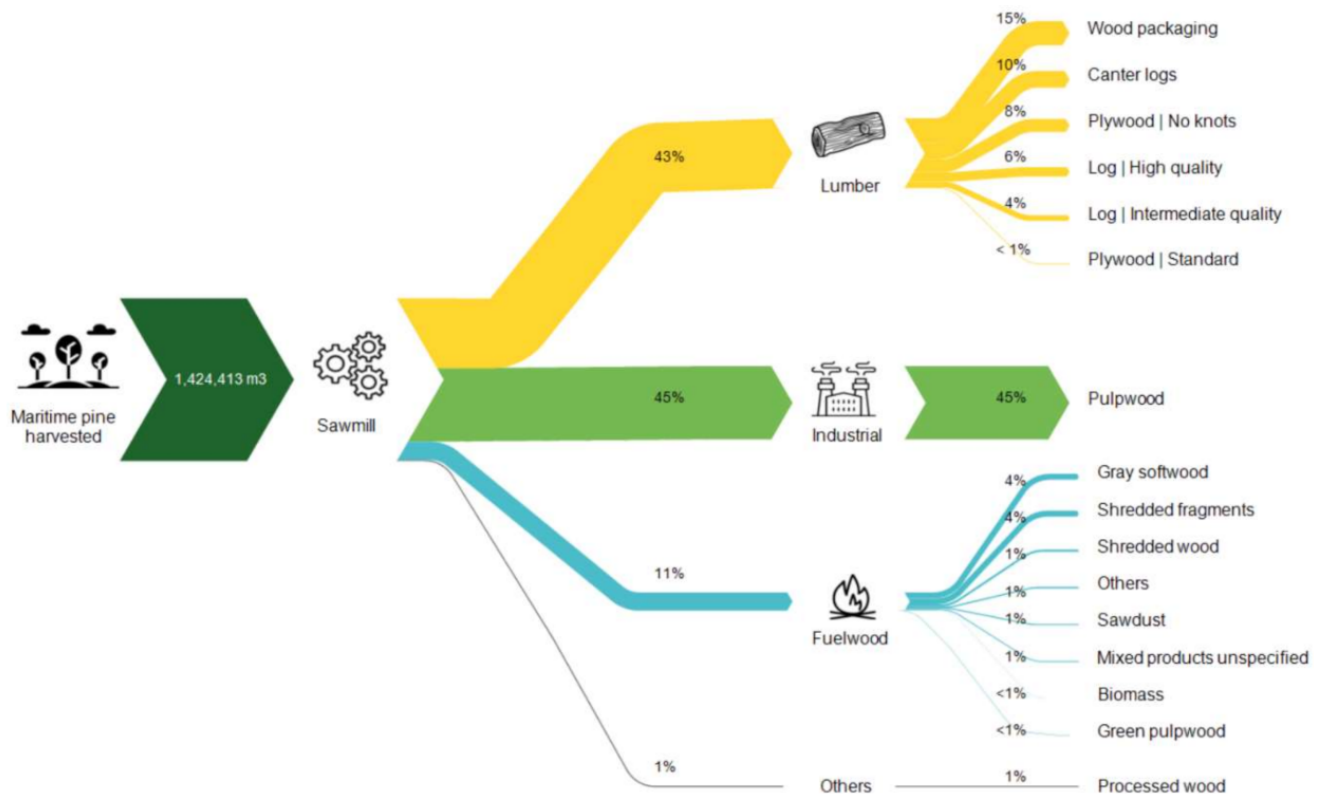 15%
Wood packaging
10%
Canter logs
8%
Plywood | No knots
43%
6%
Log | High quality
Lumber
4%
Log | Intermediate quality
< 1%
Plywood | Standard
1,424,413 m3
Maritime pine
harvested
Sawmill
45%
Industrial
45%
Pulpwood
4%
Gray softwood
4%
Shredded fragments
1%
Shredded wood
11%
1%
Others
Fuelwood
1%
Sawdust
1%
Mixed products unspecified
<1%
Biomass
<1%
Green pulpwood
1%
Others
1%
Processed wood